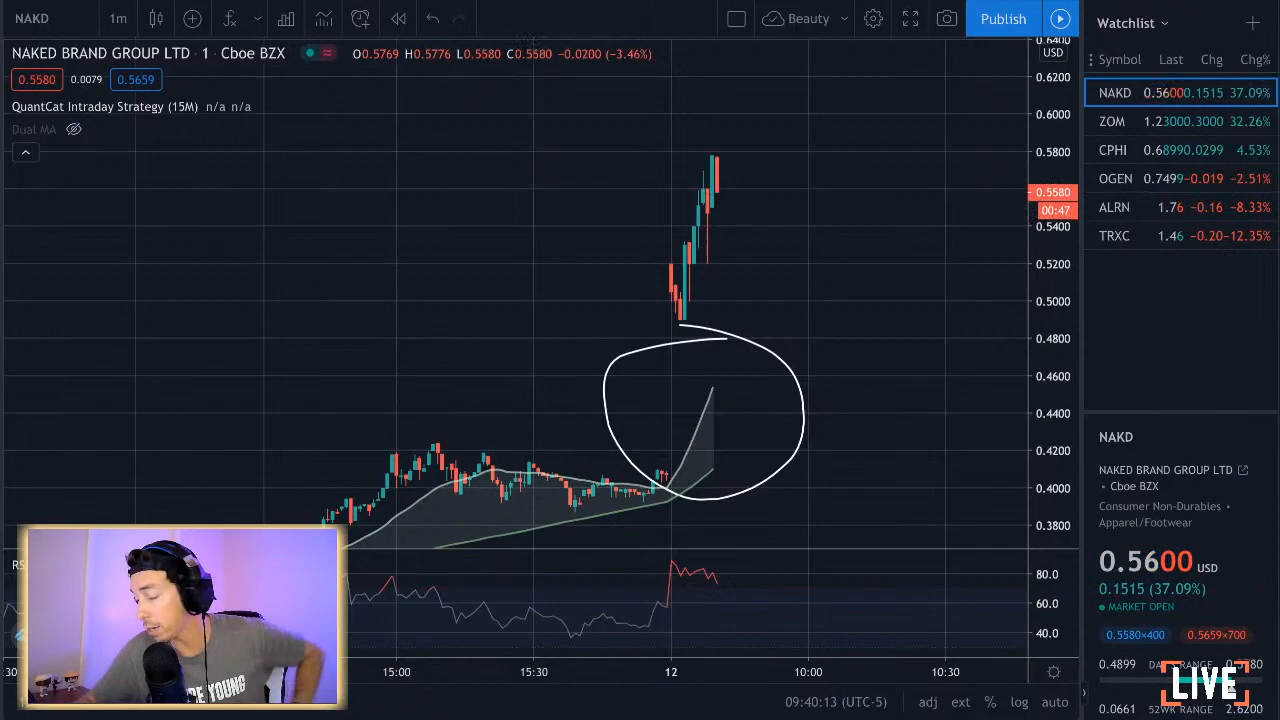 NAKD 1m Beauty Publish
NAKED BRAND GROUP LTD · 1 · Cboe BZX O0.5769 H0.5776 L0.5580 C0.5580 −0.0200 (−3.46%)
0.5580 0.0079 0.5659
QuantCat Intraday Strategy (15M) n/a n/a
Dual MA
0.6400
USD
0.6200
0.6000
0.5800
0.5580
00:47
0.5400
0.5200
0.5000
0.4800
0.4600
0.4400
0.4200
0.4000
0.3800
RS
80.0
60.0
40.0
:30 15:00 15:30 12 10:00 10:30
09:40:13 (UTC-5) adj ext % log auto
Watchlist
Symbol Last Chg Chg%
NAKD 0.5600 0.1515 37.09%
ZOM 1.2300 0.3000 32.26%
CPHI 0.6899 0.0299 4.53%
OGEN 0.7499 −0.019 −2.51%
ALRN 1.76 −0.16 −8.33%
TRXC 1.46 −0.20 −12.35%
NAKD
NAKED BRAND GROUP LTD
• Cboe BZX
Consumer Non-Durables •
Apparel/Footwear
0.5600 USD
0.1515 (37.09%)
MARKET OPEN
0.5580×400 0.5659×700
0.4899
LIVE
0.0661 52WK RANGE 2.6200
YOUNG